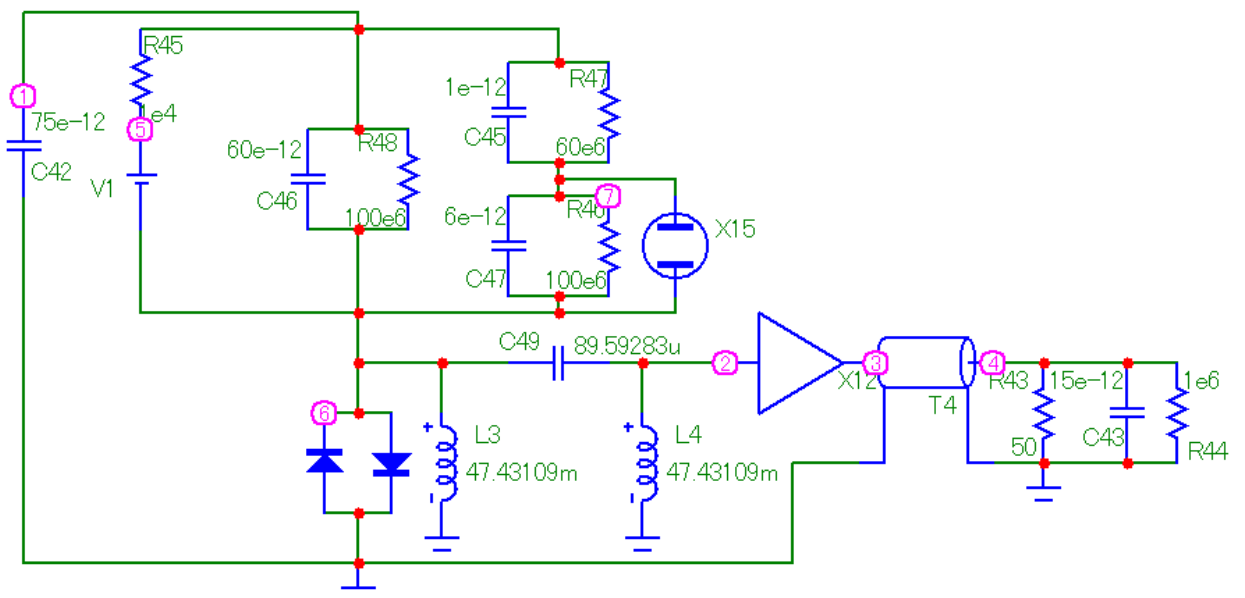 R45
R47
1
1e-12
75e-12
1e4
5
60e-12
R48
C45
60e6
C42
V1
C46
100e6
6e-12
R46
7
X15
C47
100e6
C49
89.59283u
2
3
4
X12
R43
15e-12
1e6
T4
6
L3
L4
50
C43
R44
47.43109m
47.43109m